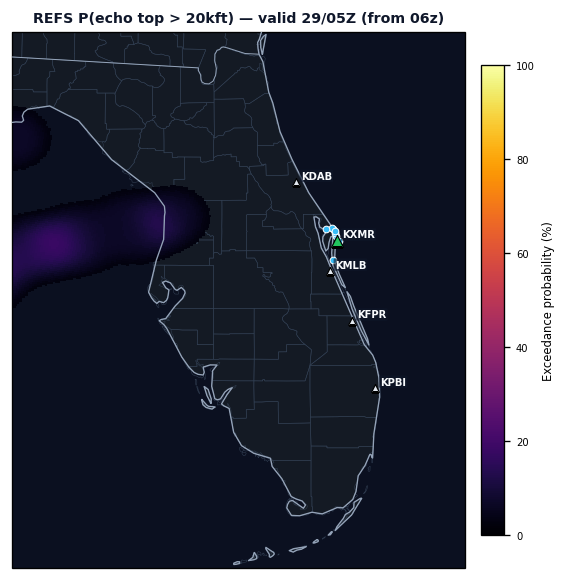 REFS P(echo top > 20kft) — valid 29/05Z (from 06z)
KDAB
KXMR
KMLB
KFPR
KPBI
100
80
60
40
20
0
Exceedance probability (%)